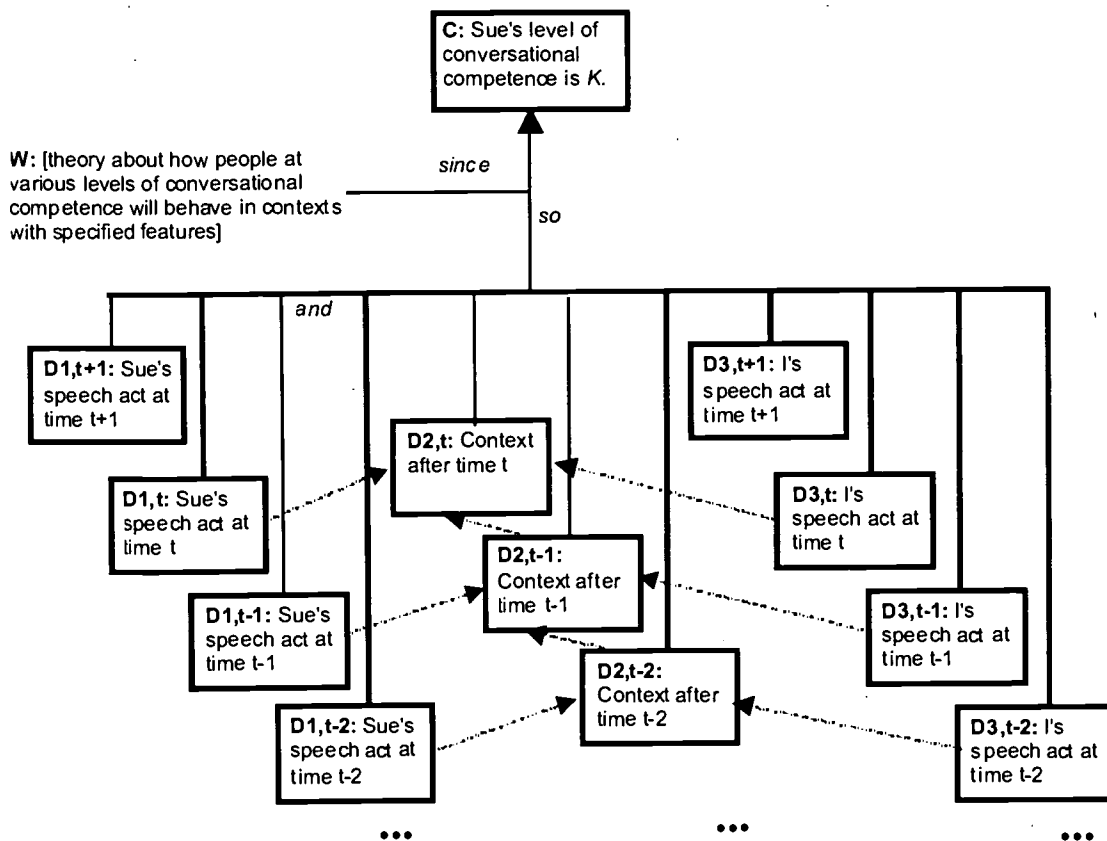 C: Sue's level of
conversational
competence is K.
W: [theory about how people at
various levels of conversational
competence will behave in contexts
with specified features]
since
so
and
D1,t+1: Sue's
speech act at
time t+1
D3,t+1: I's
speech act at
time t+1
D2,t: Context
after time t
D1,t: Sue's
speech act at
time t
D3,t: I's
speech act at
time t
D2,t-1:
Context after
time t-1
D1,t-1: Sue's
speech act at
time t-1
D3,t-1: I's
speech act at
time t-1
D2,t-2:
Context after
time t-2
D1,t-2: Sue's
speech act at
time t-2
D3,t-2: I's
speech act at
time t-2
... ... ...